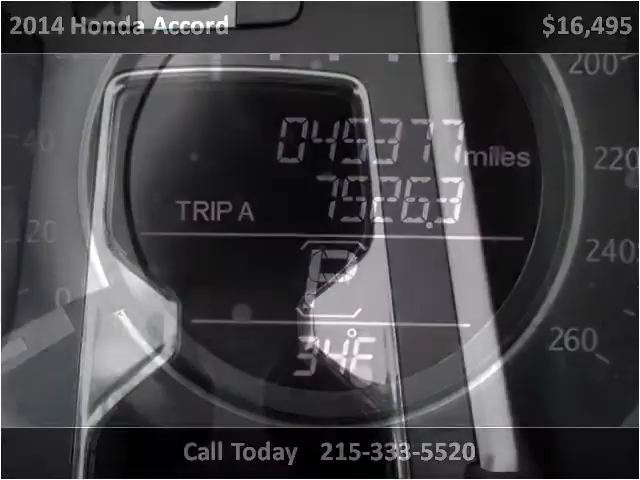 2014 Honda Accord $16,495
200
40 045377 miles 220
TRIP A 7526.3
20 240
P
0 260
34°F
Call Today 215-333-5520